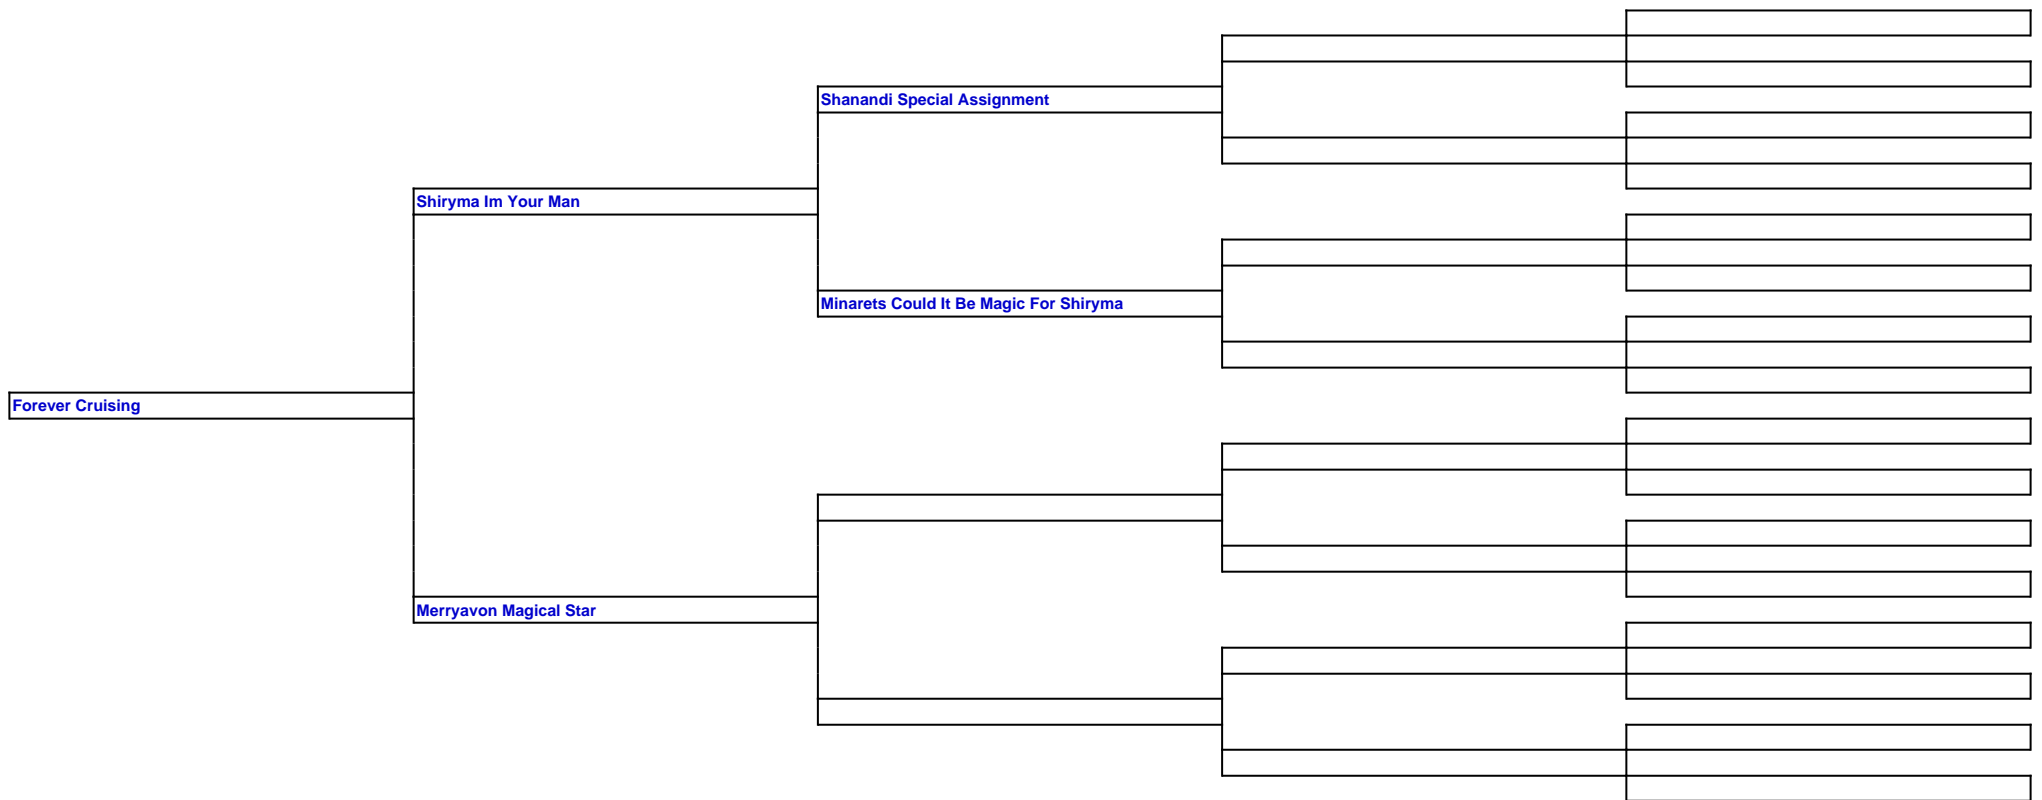 Shanandi Special Assignment
Shiryma Im Your Man
Minarets Could It Be Magic For Shiryma
Forever Cruising
Merryavon Magical Star